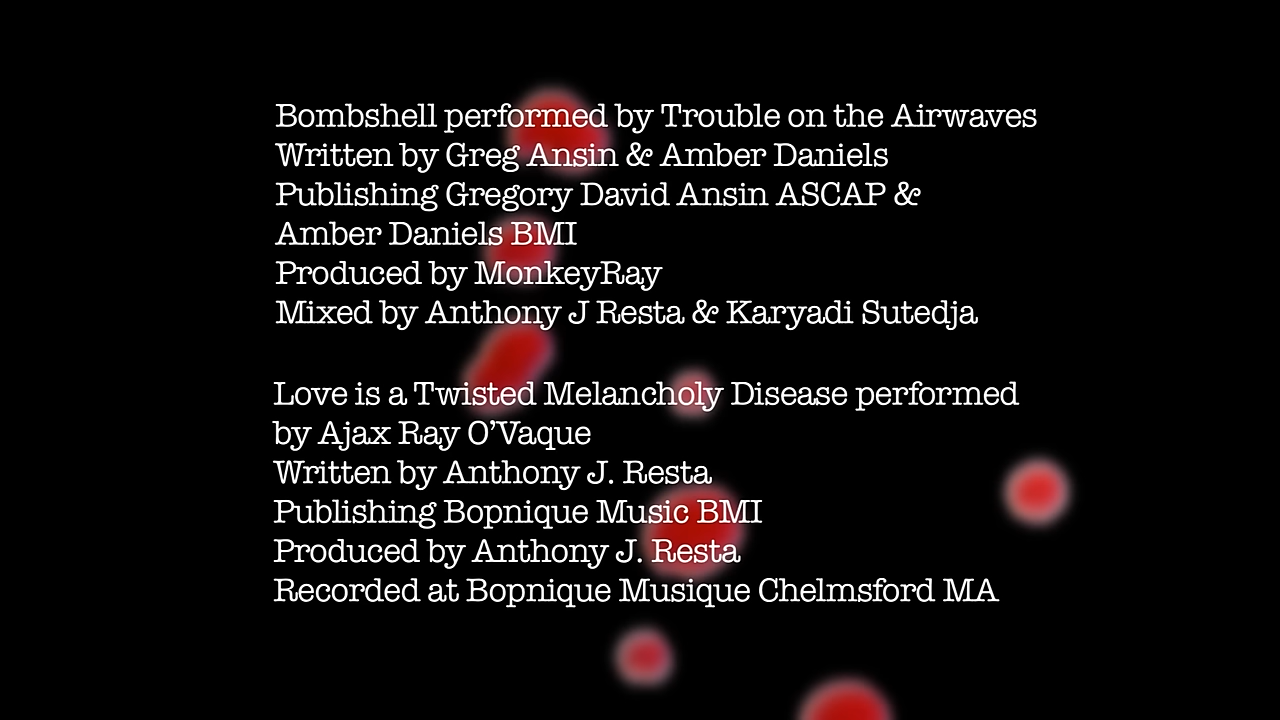 Bombshell performed by Trouble on the Airwaves
Written by Greg Ansin & Amber Daniels
Publishing Gregory David Ansin ASCAP &
Amber Daniels BMI
Produced by MonkeyRay
Mixed by Anthony J Resta & Karyadi Sutedja
Love is a Twisted Melancholy Disease performed
by Ajax Ray O’Vaque
Written by Anthony J. Resta
Publishing Bopnique Music BMI
Produced by Anthony J. Resta
Recorded at Bopnique Musique Chelmsford MA